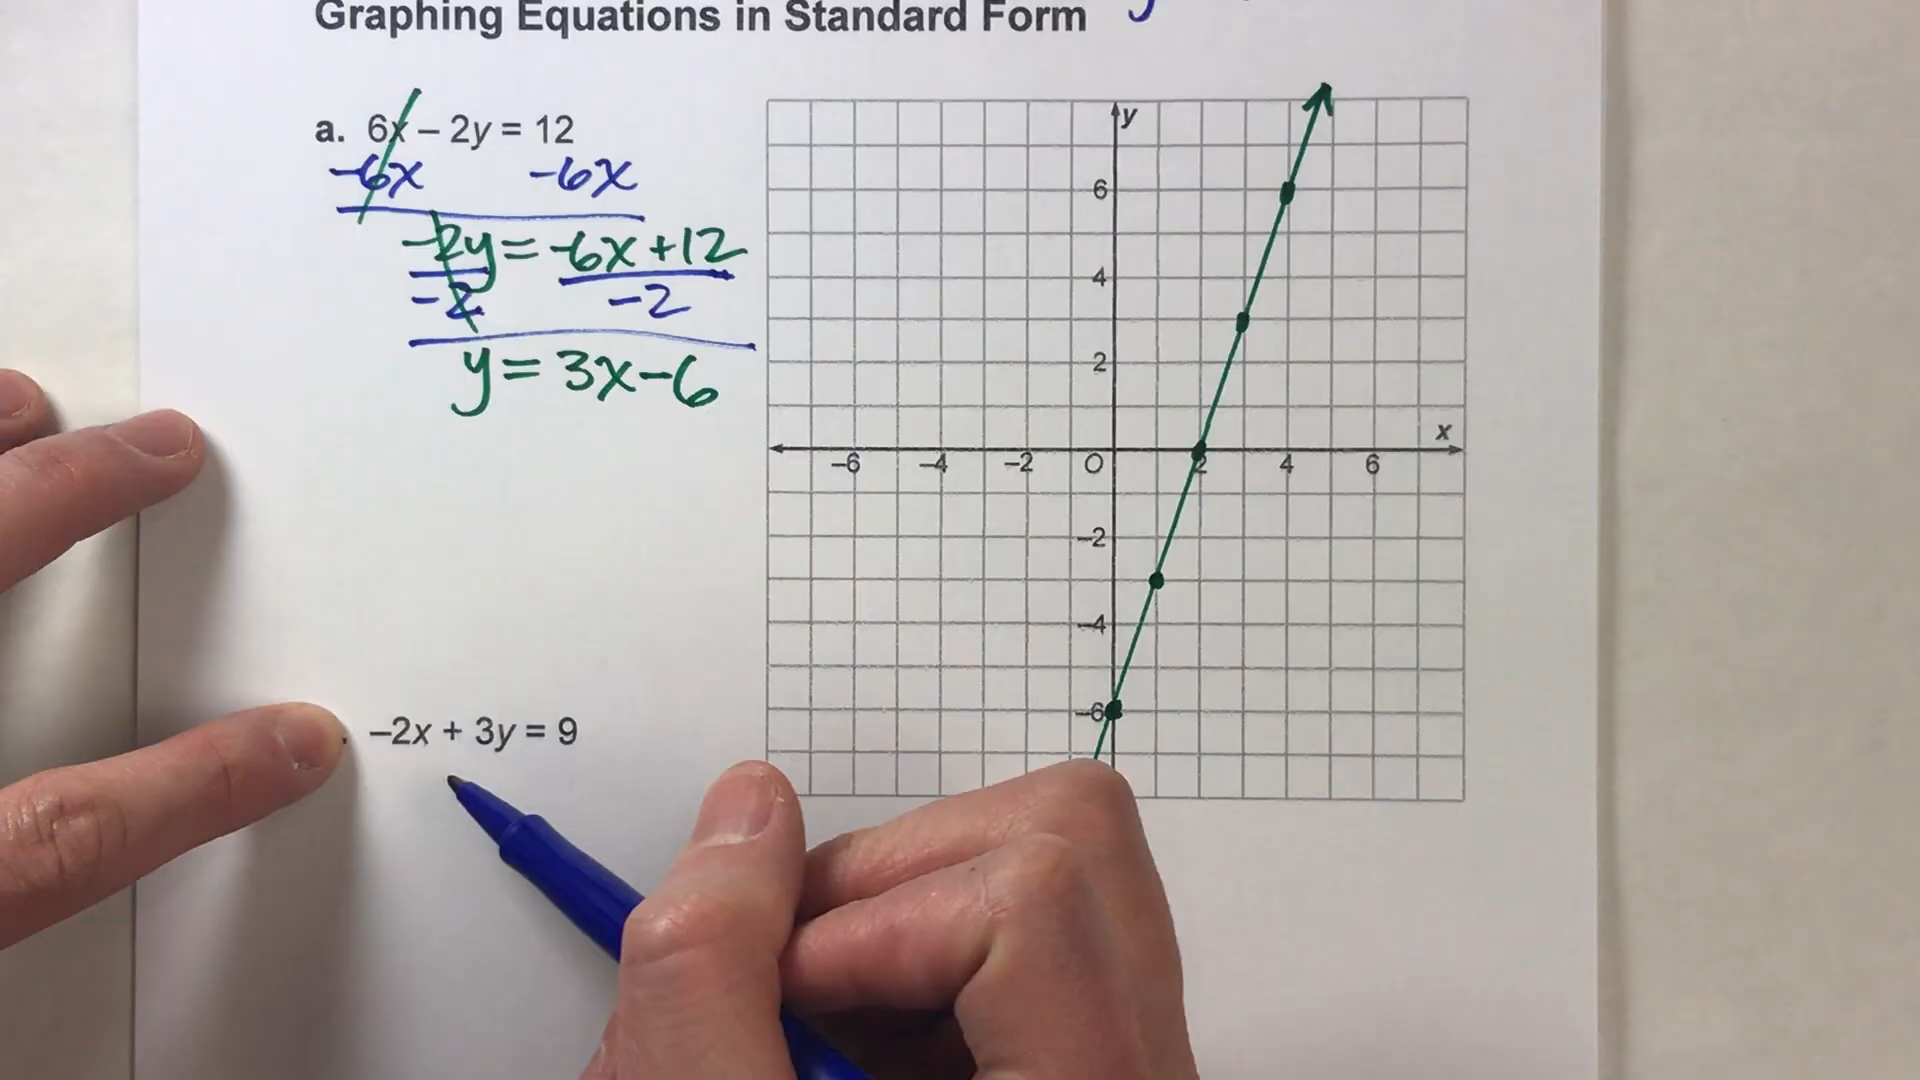 Graphing Equations in Standard Form
a. 6x – 2y = 12
-6x -6x
-2y = -6x + 12
-2 -2
y = 3x - 6
–2x + 3y = 9
y
6
4
2
x
–6 –4 –2 O 2 4 6
–2
–4
–6